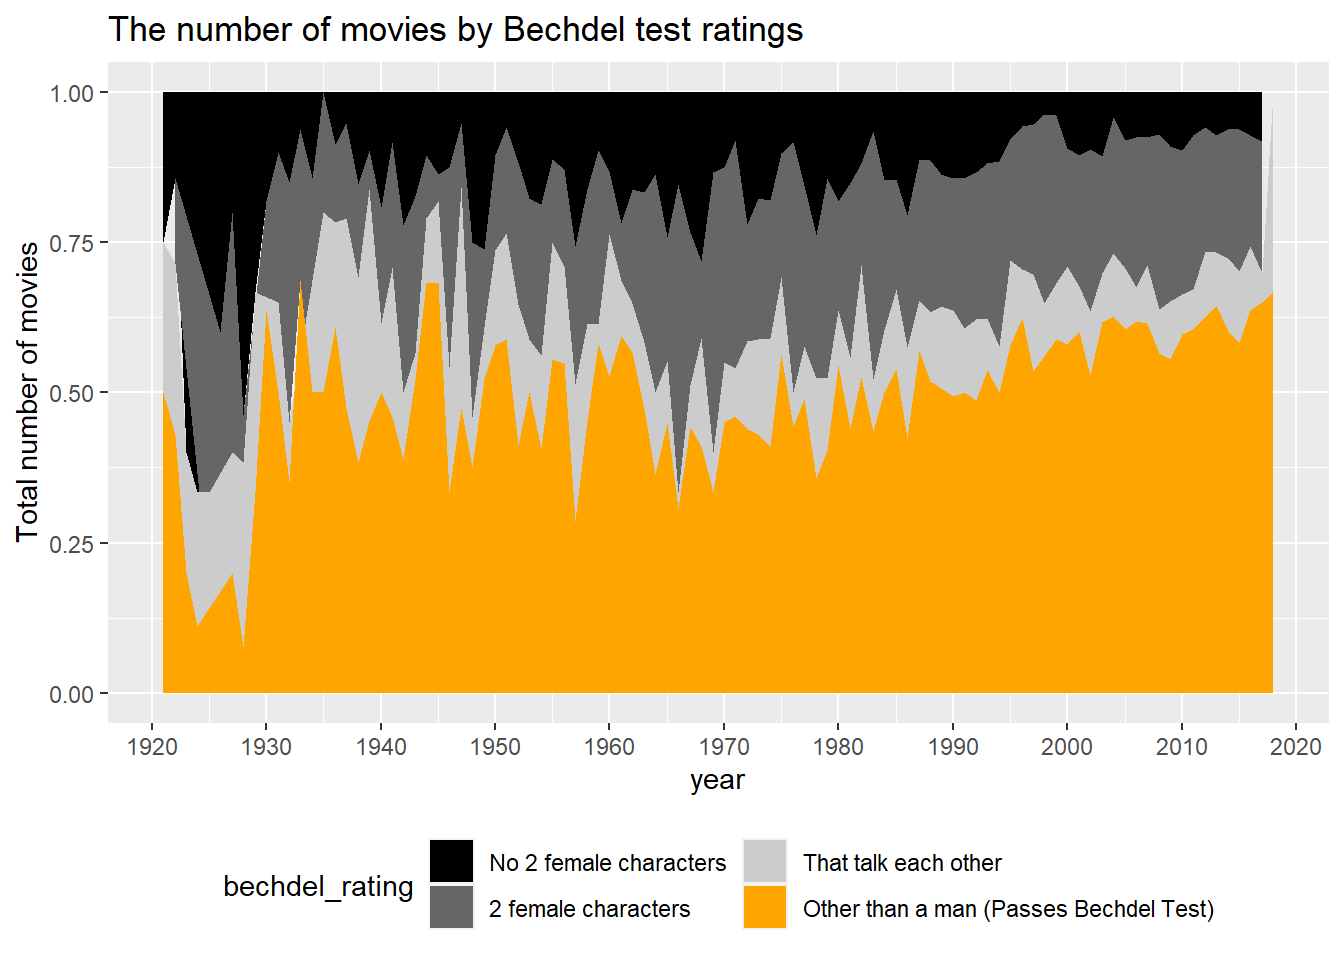 The number of movies by Bechdel test ratings
Total number of movies
1.00
0.75
0.50
0.25
0.00
1920 1930 1940 1950 1960 1970 1980 1990 2000 2010 2020
year
bechdel_rating
No 2 female characters
2 female characters
That talk each other
Other than a man (Passes Bechdel Test)